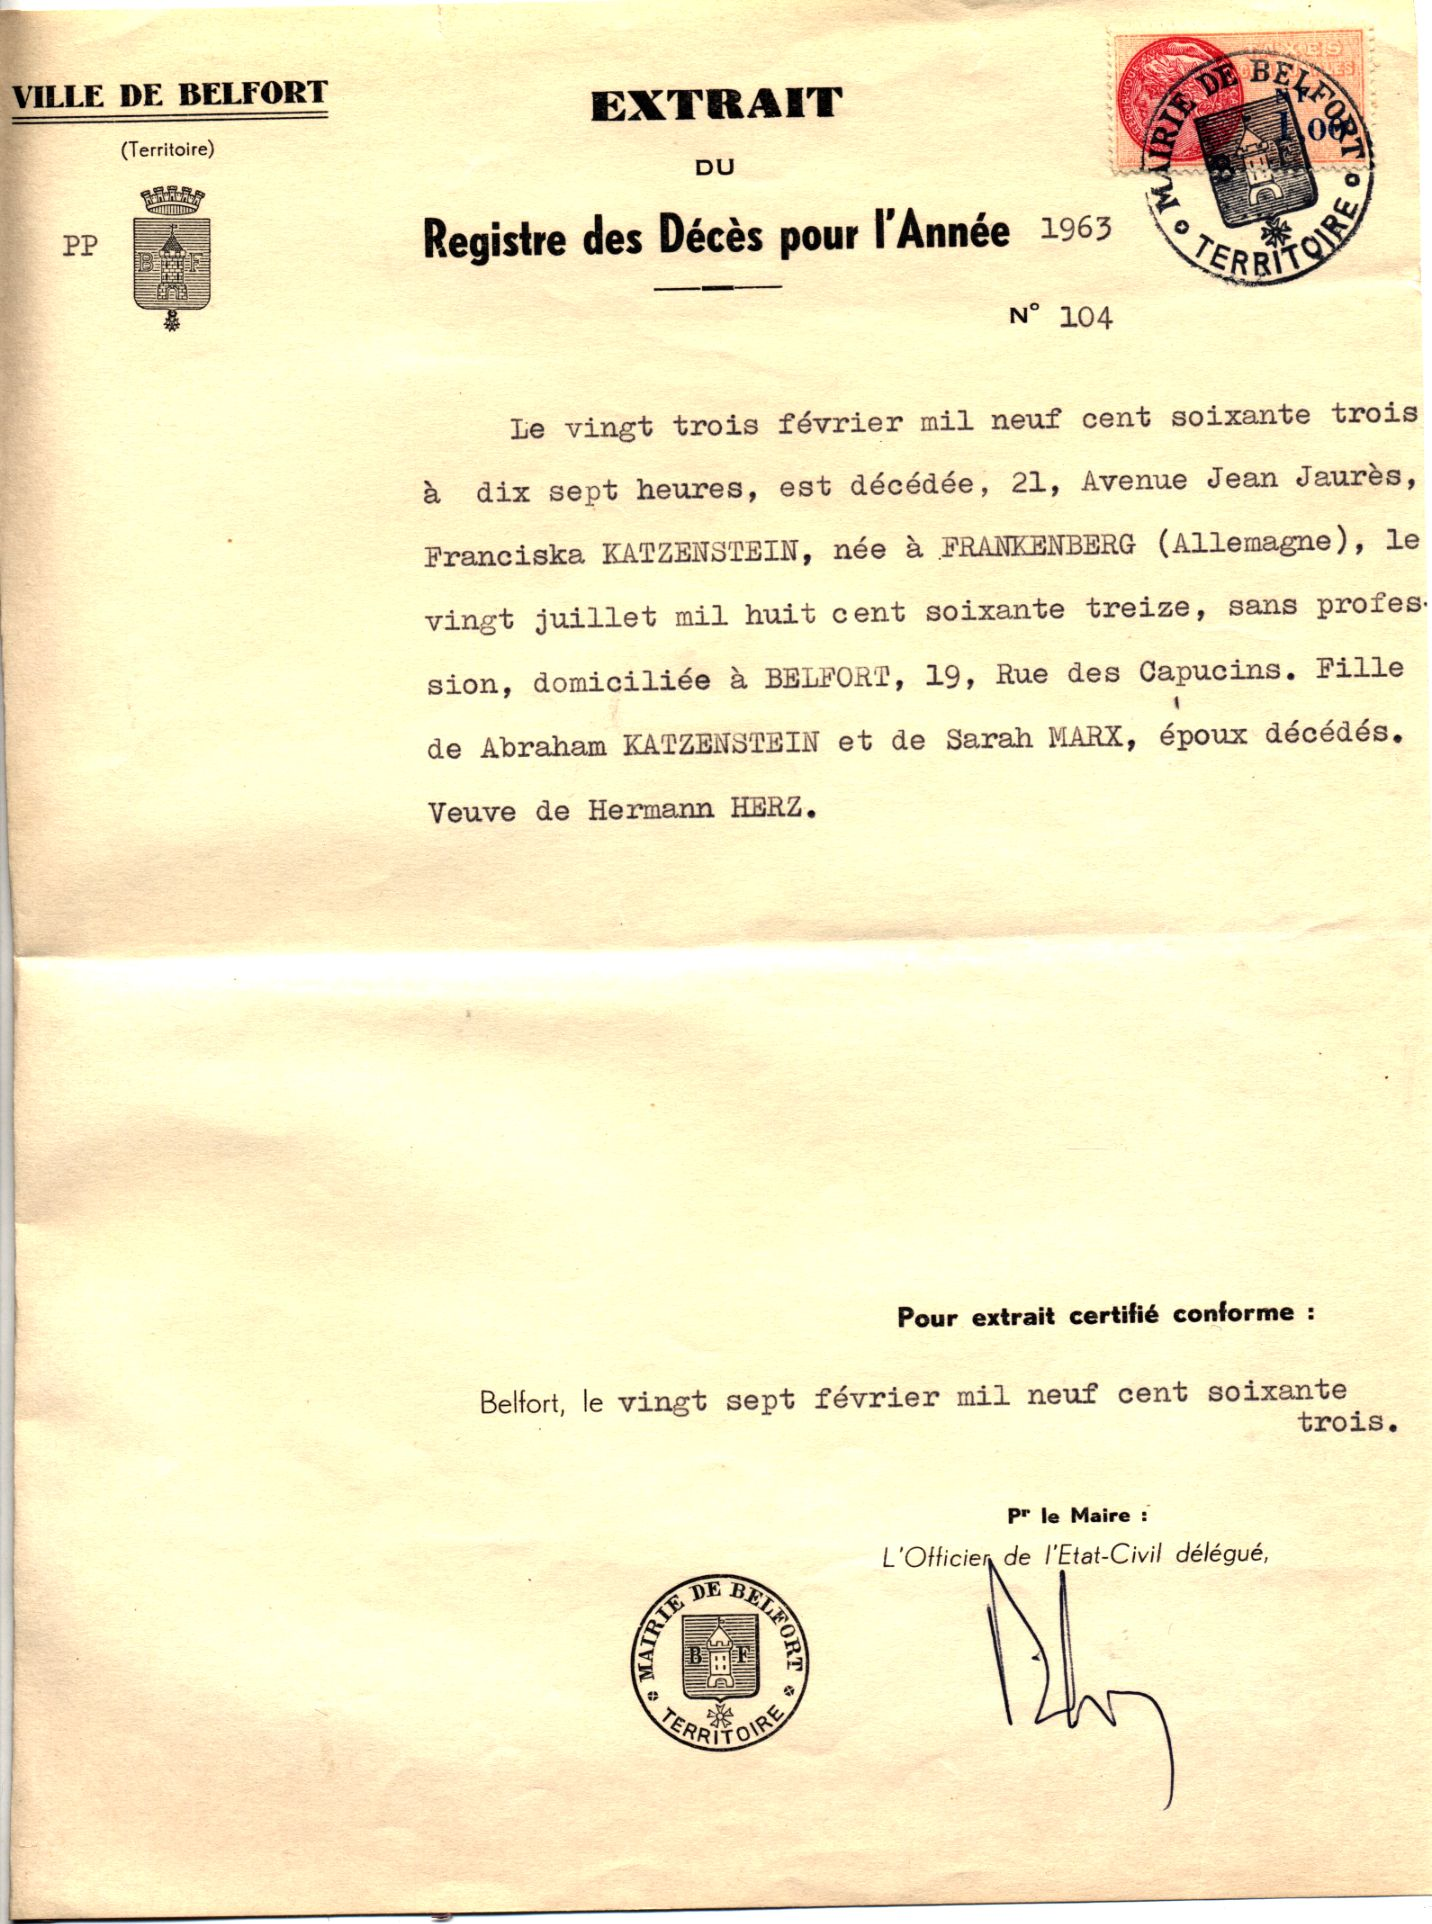 VILLE DE BELFORT
(Territoire)
PP
B F
EXTRAIT
DU
Registre des Décès pour l'Année 1963
N° 104
MAIRIE DE BELFORT
TERRITOIRE
1,00
Le vingt trois février mil neuf cent soixante trois
à dix sept heures, est décédée, 21, Avenue Jean Jaurès,
Franciska KATZENSTEIN, née à FRANKENBERG (Allemagne), le
vingt juillet mil huit cent soixante treize, sans profes-
sion, domiciliée à BELFORT, 19, Rue des Capucins. Fille
de Abraham KATZENSTEIN et de Sarah MARX, époux décédés.
Veuve de Hermann HERZ.
Pour extrait certifié conforme :
Belfort, le vingt sept février mil neuf cent soixante
trois.
Pr le Maire :
L'Officier de l'Etat-Civil délégué,
MAIRIE DE BELFORT
B F
TERRITOIRE